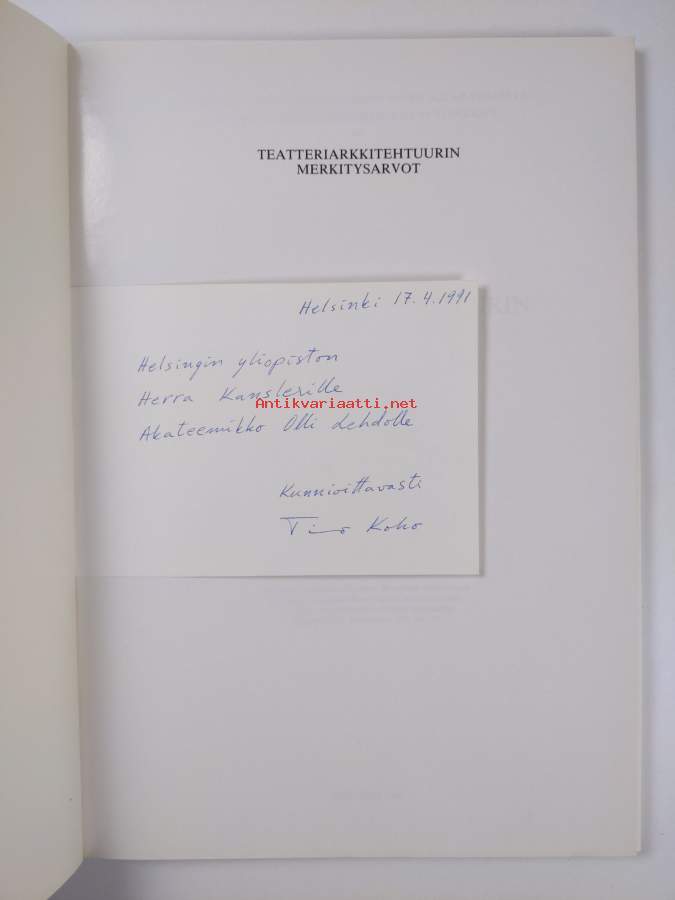 TEATTERIARKKITEHTUURIN
MERKITYSARVOT
Helsinki 17.4.1991
Helsingin yliopiston
Herra Kanslerille
Antikvariaatti.net
Akateemikko Olli Lehdolle
Kunnioittavasti
Timo Koho